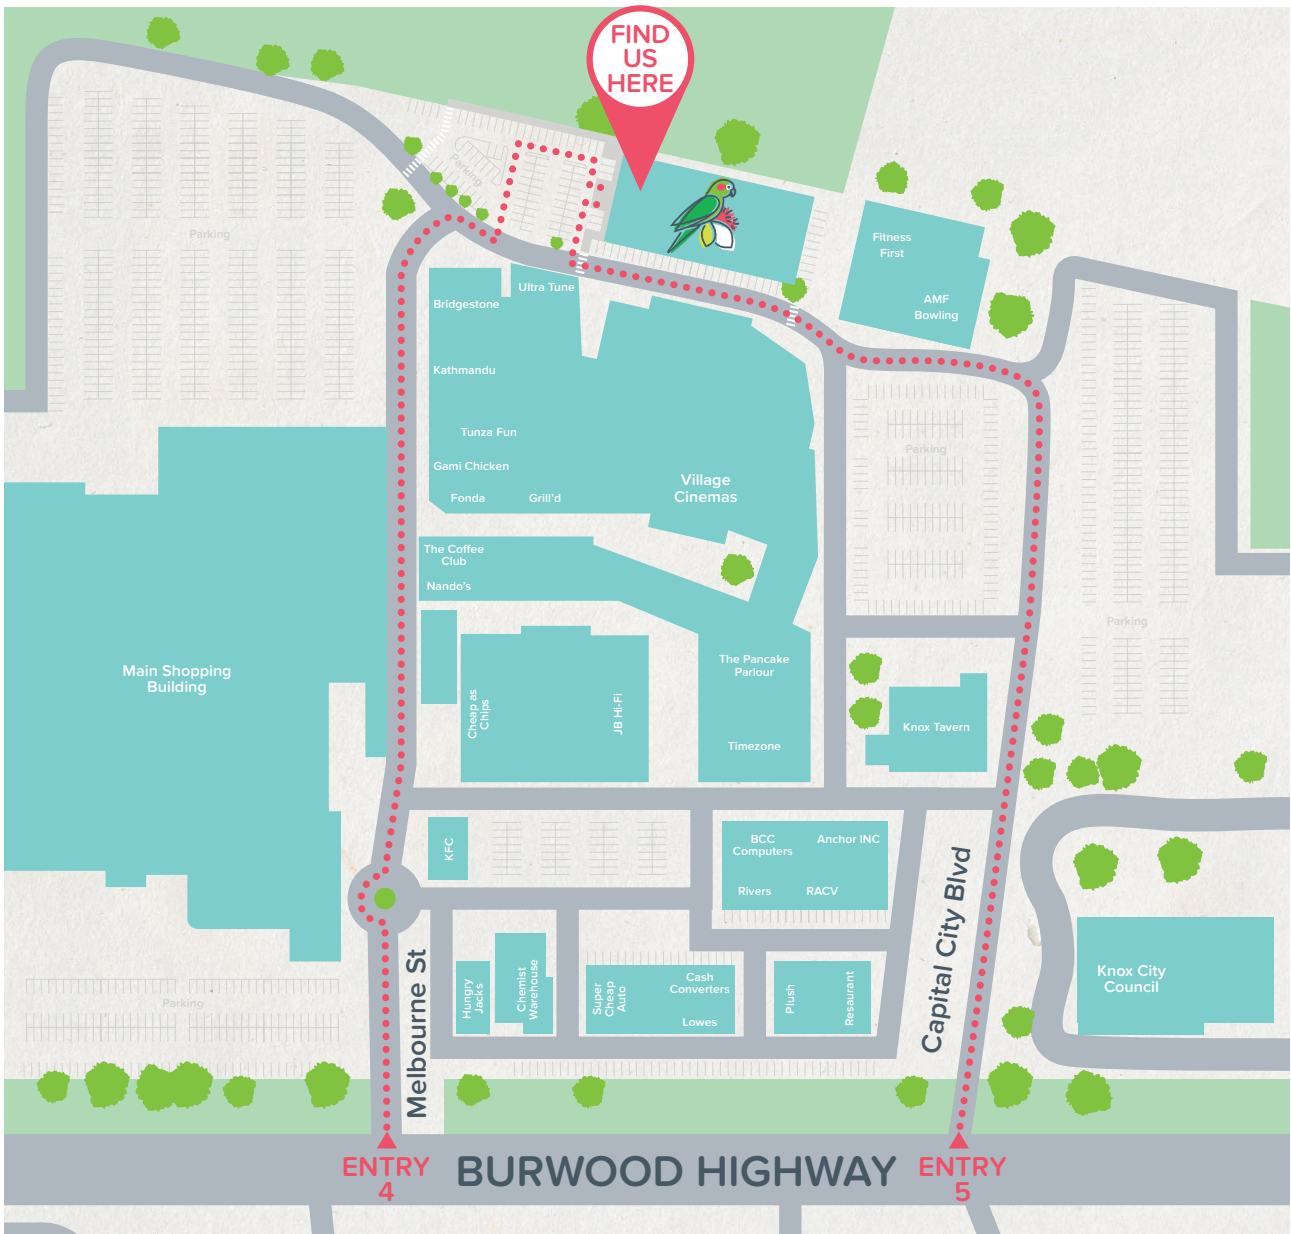 FIND
US
HERE
Parking
Parking
Fitness
First
AMF
Bowling
Ultra Tune
Bridgestone
Kathmandu
Tunza Fun
Gami Chicken
Fonda
Grill'd
Village
Cinemas
Parking
The Coffee
Club
Nando's
Parking
Main Shopping
Building
The Pancake
Parlour
Cheap as
Chips
JB Hi-Fi
Timezone
Knox Tavern
KFC
BCC
Computers
Anchor INC
Rivers
RACV
Capital City Blvd
Melbourne St
Hungry
Jacks
Chemist
Warehouse
Super
Cheap
Auto
Cash
Converters
Lowes
Plush
Resaurant
Knox City
Council
Parking
ENTRY
4
BURWOOD HIGHWAY
ENTRY
5